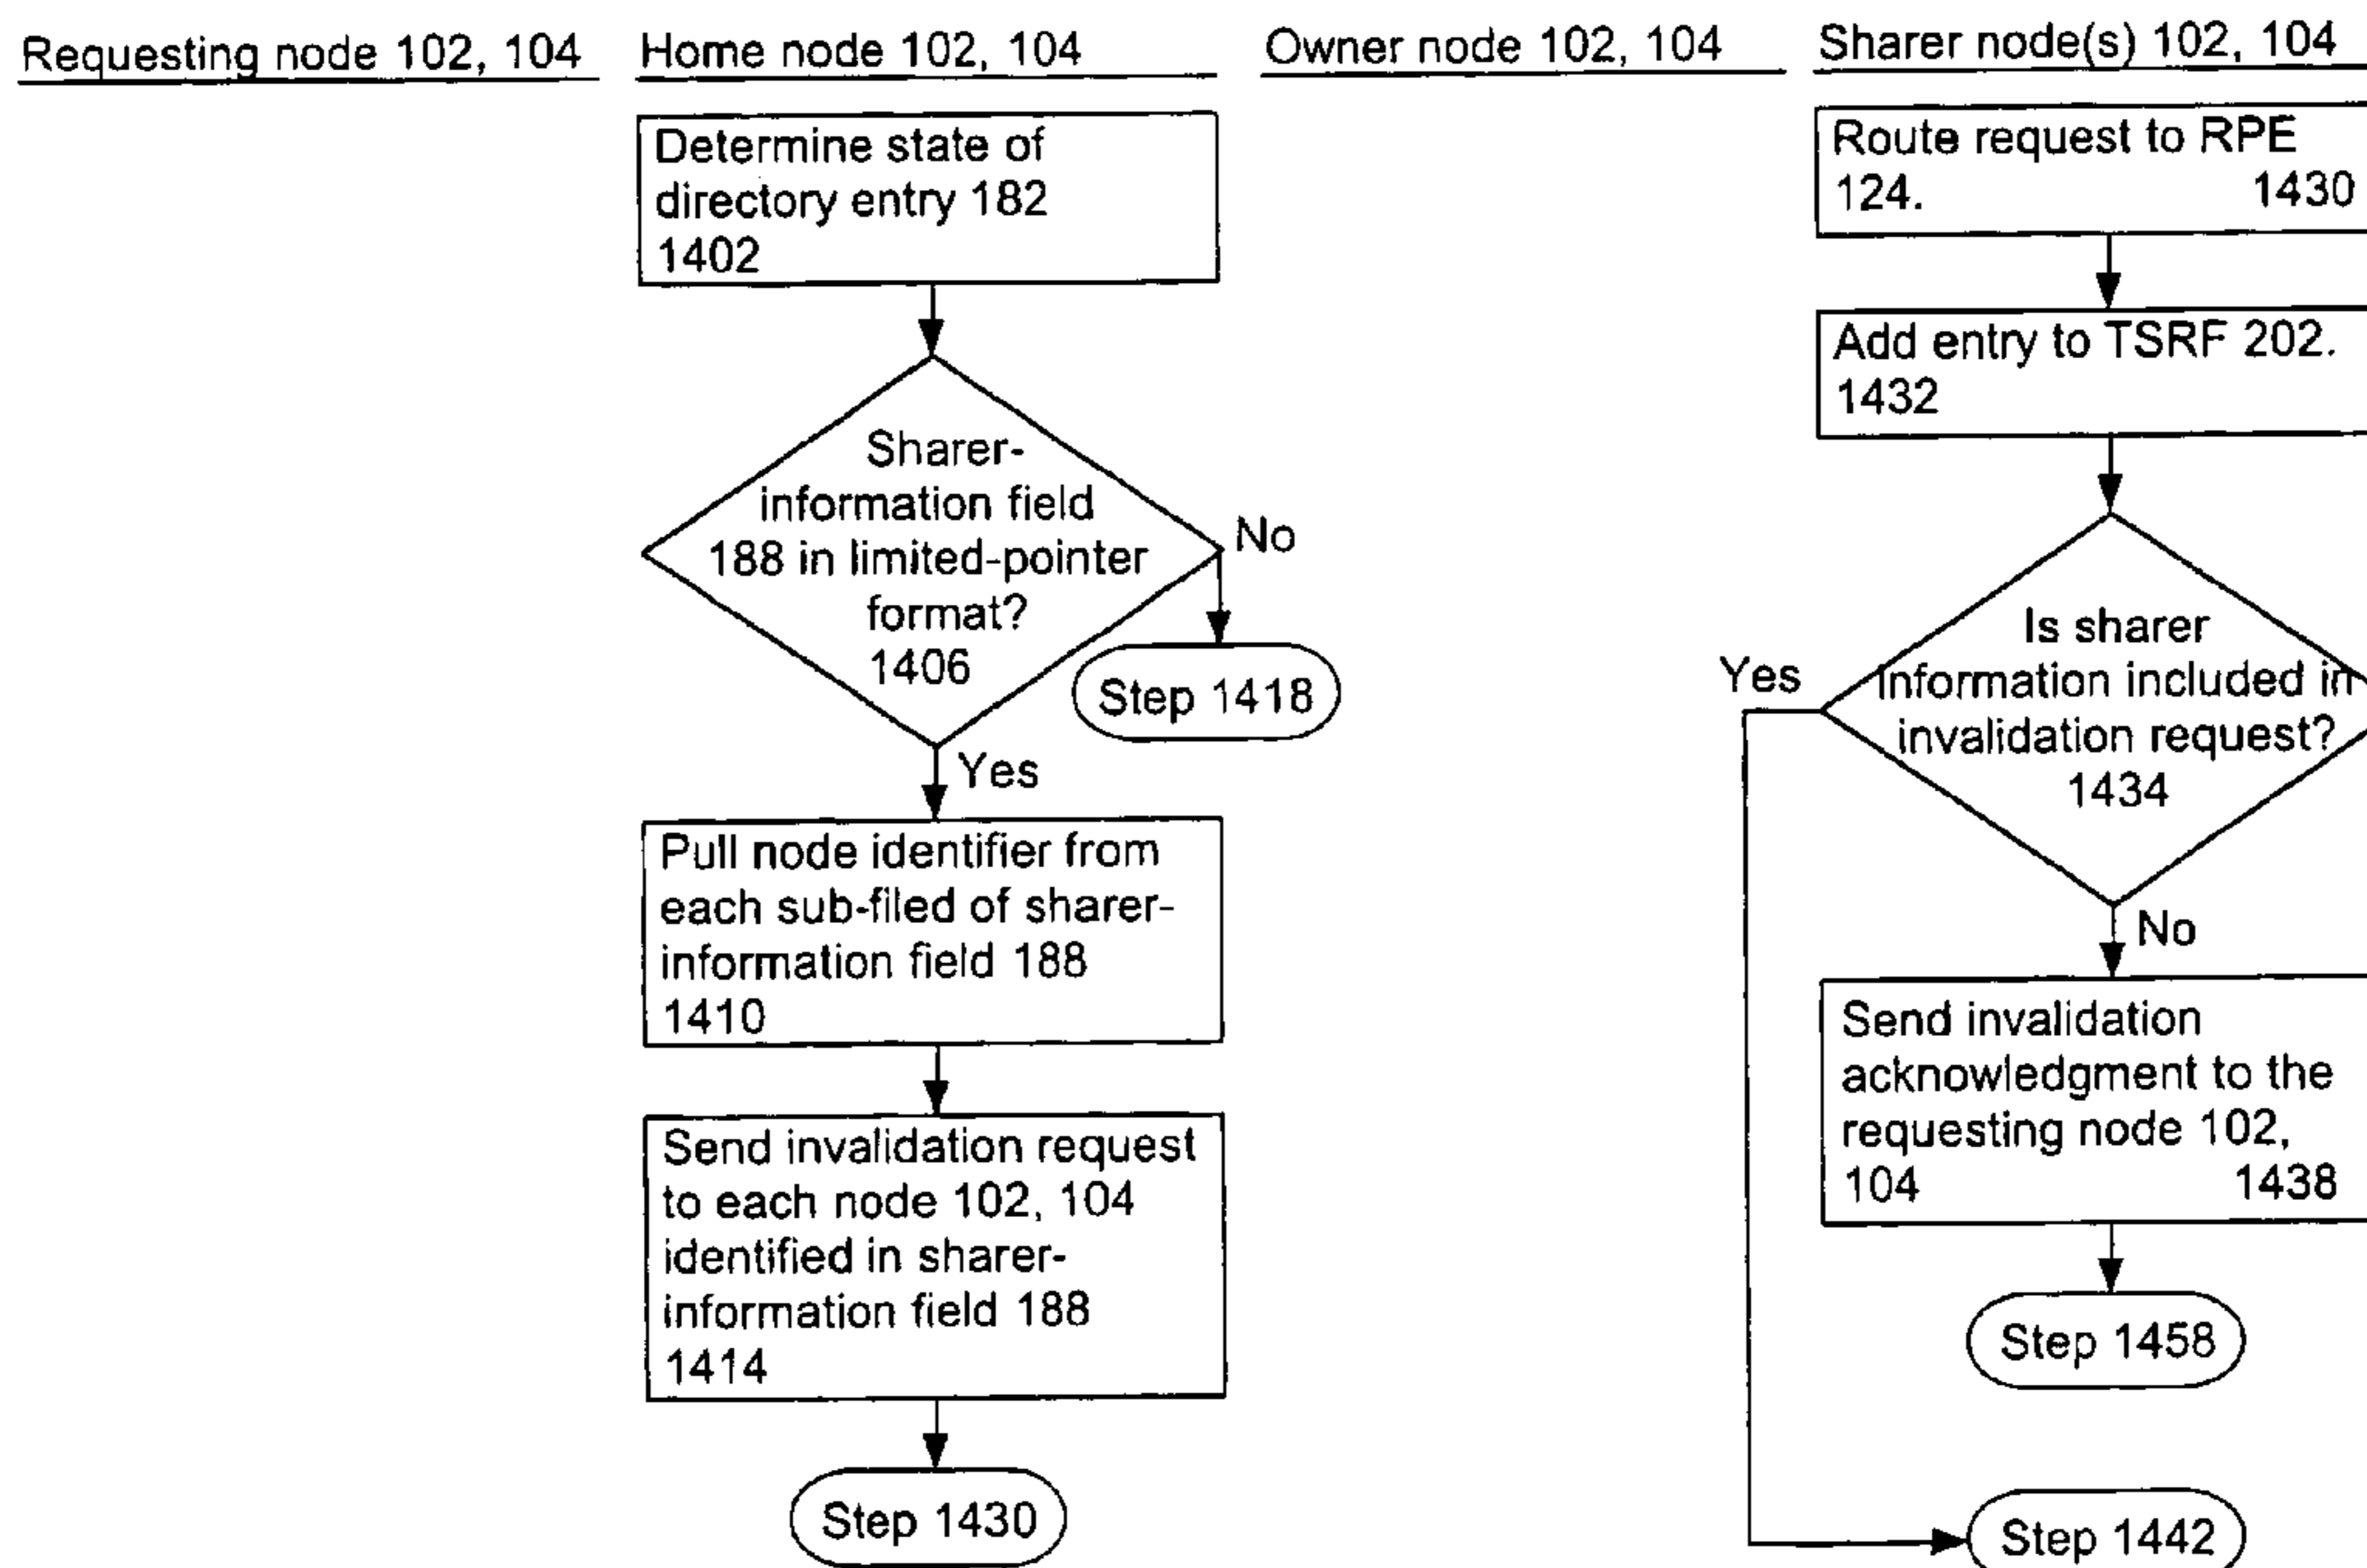 Requesting node 102, 104
Home node 102, 104
Owner node 102, 104
Sharer node(s) 102, 104
Determine state of
directory entry 182
1402
Sharer-
information field
188 in limited-pointer
format?
1406
No
Step 1418
Yes
Pull node identifier from
each sub-filed of sharer-
information field 188
1410
Send invalidation request
to each node 102, 104
identified in sharer-
information field 188
1414
Step 1430
Route request to RPE
124. 1430
Add entry to TSRF 202.
1432
Is sharer
information included in
invalidation request?
1434
Yes
No
Send invalidation
acknowledgment to the
requesting node 102,
104 1438
Step 1458
Step 1442